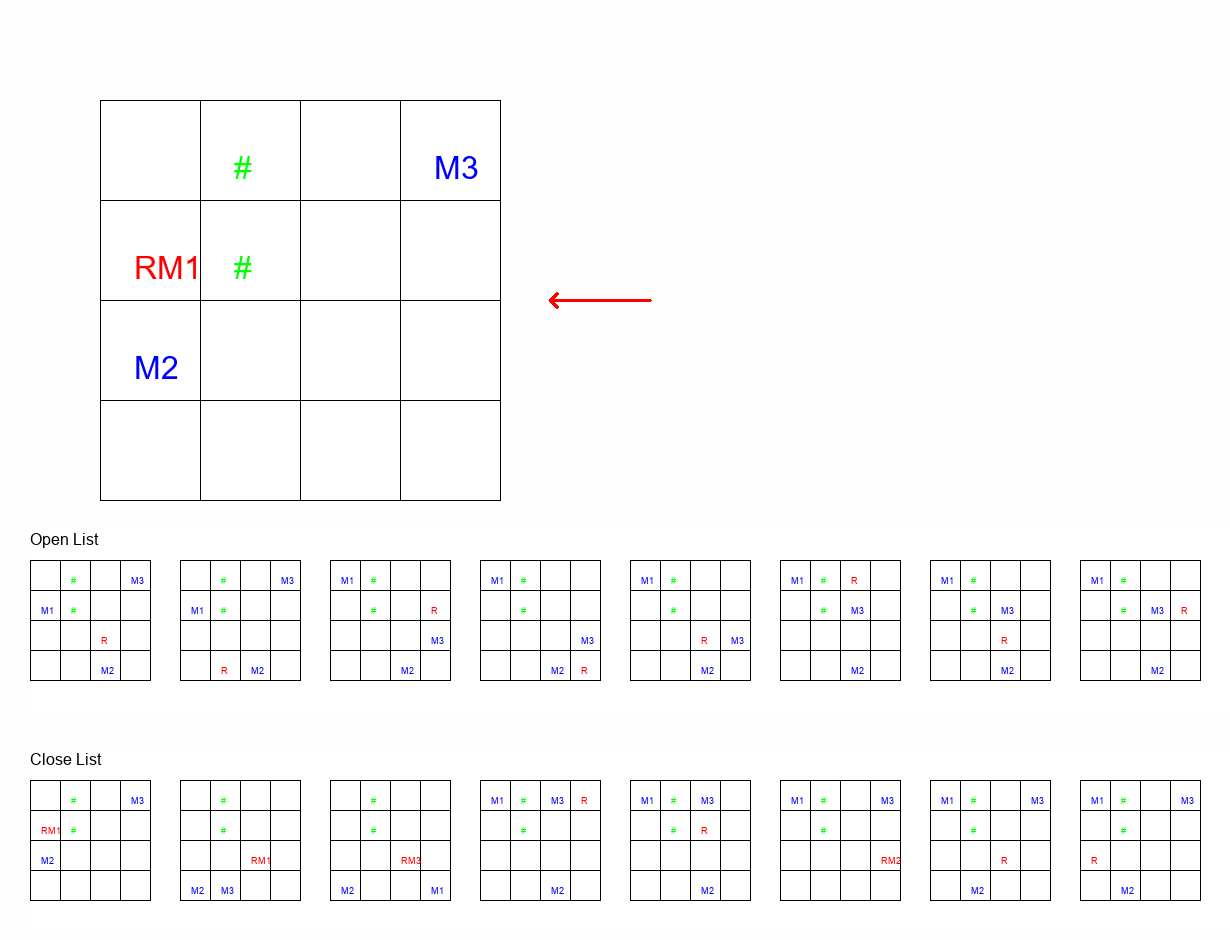 # M3
RM1 #
M2
Open List
# M3 # M3 M1 # M1 # M1 # M1 # R M1 # M1 #
M1 # M1 # # R # # # M3 # M3 # M3 R
R M3 M3 R M3 R
M2 R M2 M2 M2 R M2 M2 M2 M2
Close List
# M3 # # M1 # M3 R M1 # M3 M1 # M3 M1 # M3 M1 # M3
RM1 # # # # # R # # #
M2 RM1 RM3 RM2 R R
M2 M3 M2 M1 M2 M2 M2 M2